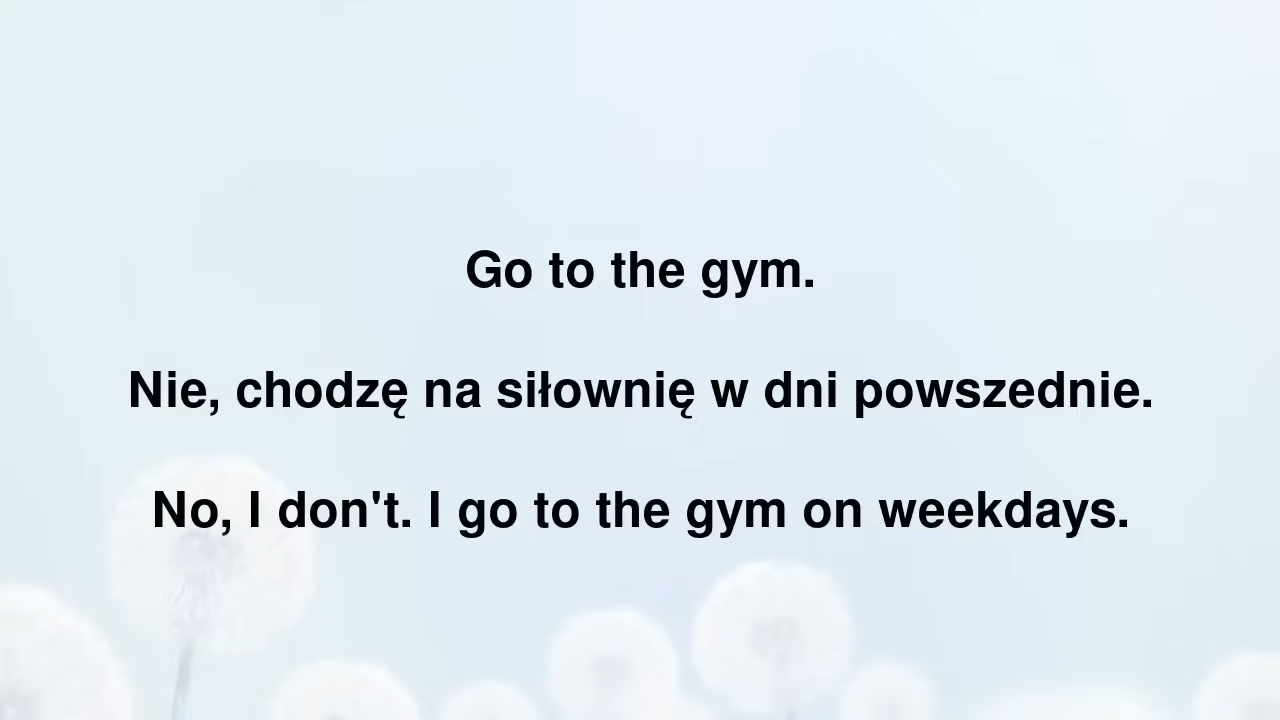 Go to the gym.
Nie, chodzę na siłownię w dni powszednie.
No, I don't. I go to the gym on weekdays.